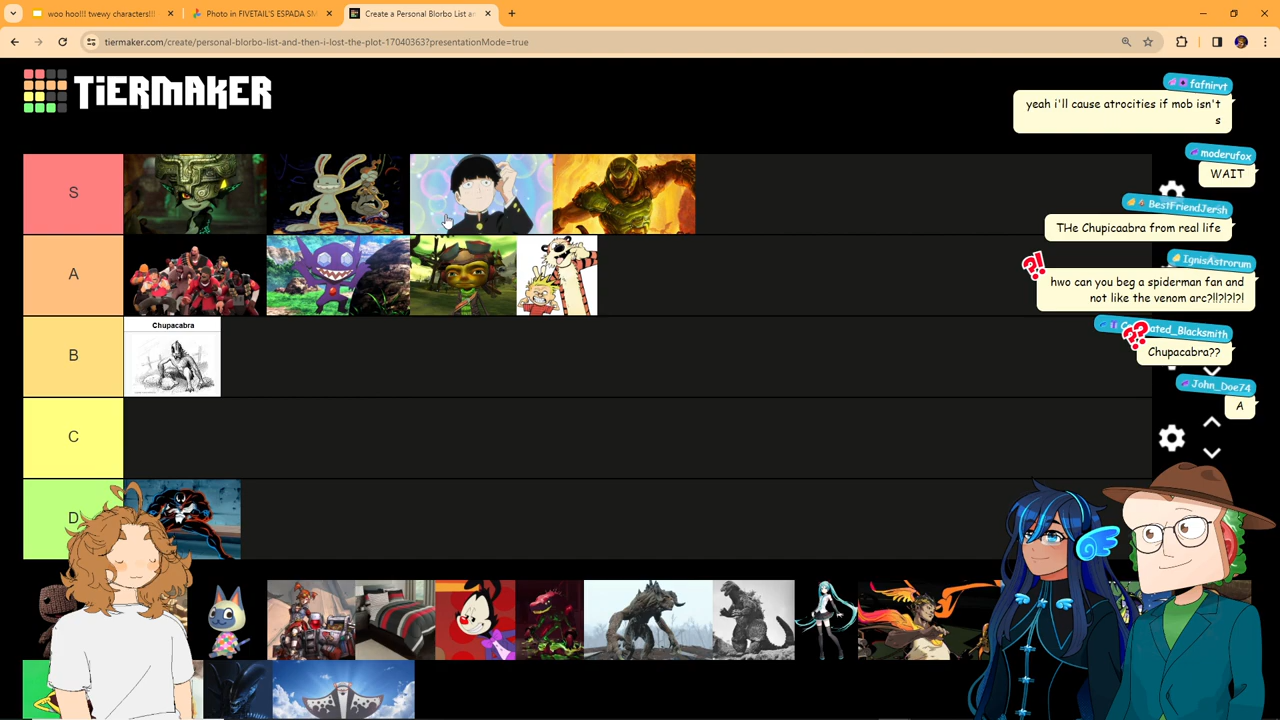 woo hoo!!! twewy characters!!!
Photo in FIVETAIL'S ESPADA SM
Create a Personal Blorbo List an
tiermaker.com/create/personal-blorbo-list-and-then-i-lost-the-plot-17040363?presentationMode=true
TiERMAKER
fafnirvt
yeah i'll cause atrocities if mob isn't
s
moderufox
WAIT
BestFriendJersh
THe Chupicaabra from real life
IgnisAstrorum
hwo can you beg a spiderman fan and
not like the venom arc?!!?!?!?!
ated_Blacksmith
Chupacabra??
John_Doe74
A
S
A
B
Chupacabra
C
D